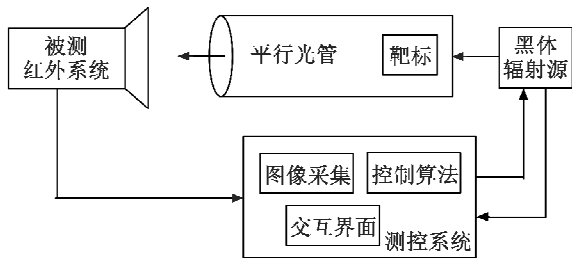 被测
红外系统
平行光管
靶标
黑体
辐射源
图像采集
控制算法
交互界面
测控系统